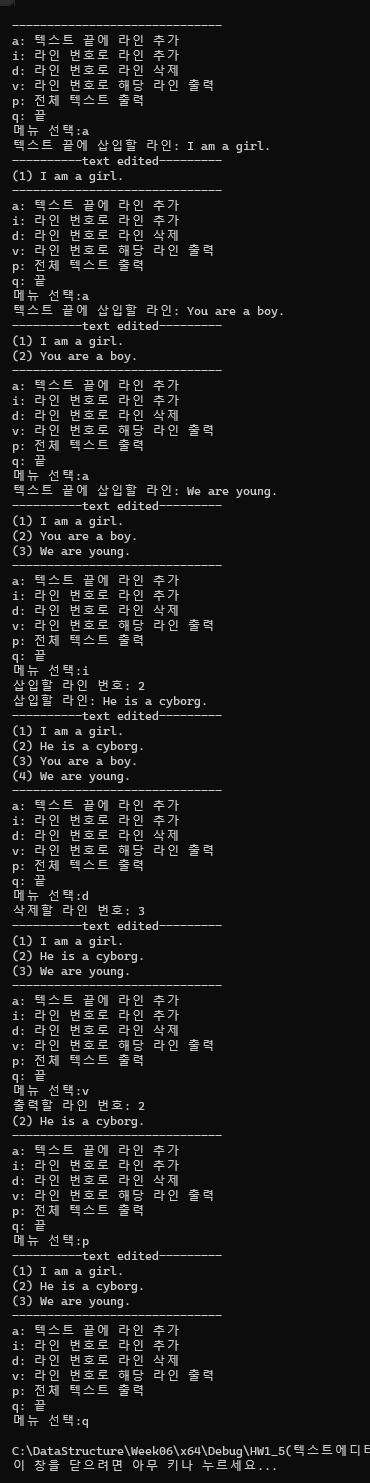 ------------------------------
a: 텍스트 끝에 라인 추가
i: 라인 번호로 라인 추가
d: 라인 번호로 라인 삭제
v: 라인 번호로 해당 라인 출력
p: 전체 텍스트 출력
q: 끝
메뉴 선택:a
텍스트 끝에 삽입할 라인: I am a girl.
----------text edited---------
(1) I am a girl.
------------------------------
a: 텍스트 끝에 라인 추가
i: 라인 번호로 라인 추가
d: 라인 번호로 라인 삭제
v: 라인 번호로 해당 라인 출력
p: 전체 텍스트 출력
q: 끝
메뉴 선택:a
텍스트 끝에 삽입할 라인: You are a boy.
----------text edited---------
(1) I am a girl.
(2) You are a boy.
------------------------------
a: 텍스트 끝에 라인 추가
i: 라인 번호로 라인 추가
d: 라인 번호로 라인 삭제
v: 라인 번호로 해당 라인 출력
p: 전체 텍스트 출력
q: 끝
메뉴 선택:a
텍스트 끝에 삽입할 라인: We are young.
----------text edited---------
(1) I am a girl.
(2) You are a boy.
(3) We are young.
------------------------------
a: 텍스트 끝에 라인 추가
i: 라인 번호로 라인 추가
d: 라인 번호로 라인 삭제
v: 라인 번호로 해당 라인 출력
p: 전체 텍스트 출력
q: 끝
메뉴 선택:i
삽입할 라인 번호: 2
삽입할 라인: He is a cyborg.
----------text edited---------
(1) I am a girl.
(2) He is a cyborg.
(3) You are a boy.
(4) We are young.
------------------------------
a: 텍스트 끝에 라인 추가
i: 라인 번호로 라인 추가
d: 라인 번호로 라인 삭제
v: 라인 번호로 해당 라인 출력
p: 전체 텍스트 출력
q: 끝
메뉴 선택:d
삭제할 라인 번호: 3
----------text edited---------
(1) I am a girl.
(2) He is a cyborg.
(3) We are young.
------------------------------
a: 텍스트 끝에 라인 추가
i: 라인 번호로 라인 추가
d: 라인 번호로 라인 삭제
v: 라인 번호로 해당 라인 출력
p: 전체 텍스트 출력
q: 끝
메뉴 선택:v
출력할 라인 번호: 2
(2) He is a cyborg.
------------------------------
a: 텍스트 끝에 라인 추가
i: 라인 번호로 라인 추가
d: 라인 번호로 라인 삭제
v: 라인 번호로 해당 라인 출력
p: 전체 텍스트 출력
q: 끝
메뉴 선택:p
----------text edited---------
(1) I am a girl.
(2) He is a cyborg.
(3) We are young.
------------------------------
a: 텍스트 끝에 라인 추가
i: 라인 번호로 라인 추가
d: 라인 번호로 라인 삭제
v: 라인 번호로 해당 라인 출력
p: 전체 텍스트 출력
q: 끝
메뉴 선택:q
C:\DataStructure\Week06\x64\Debug\HW1_5(텍스트에디터
이 창을 닫으려면 아무 키나 누르세요...